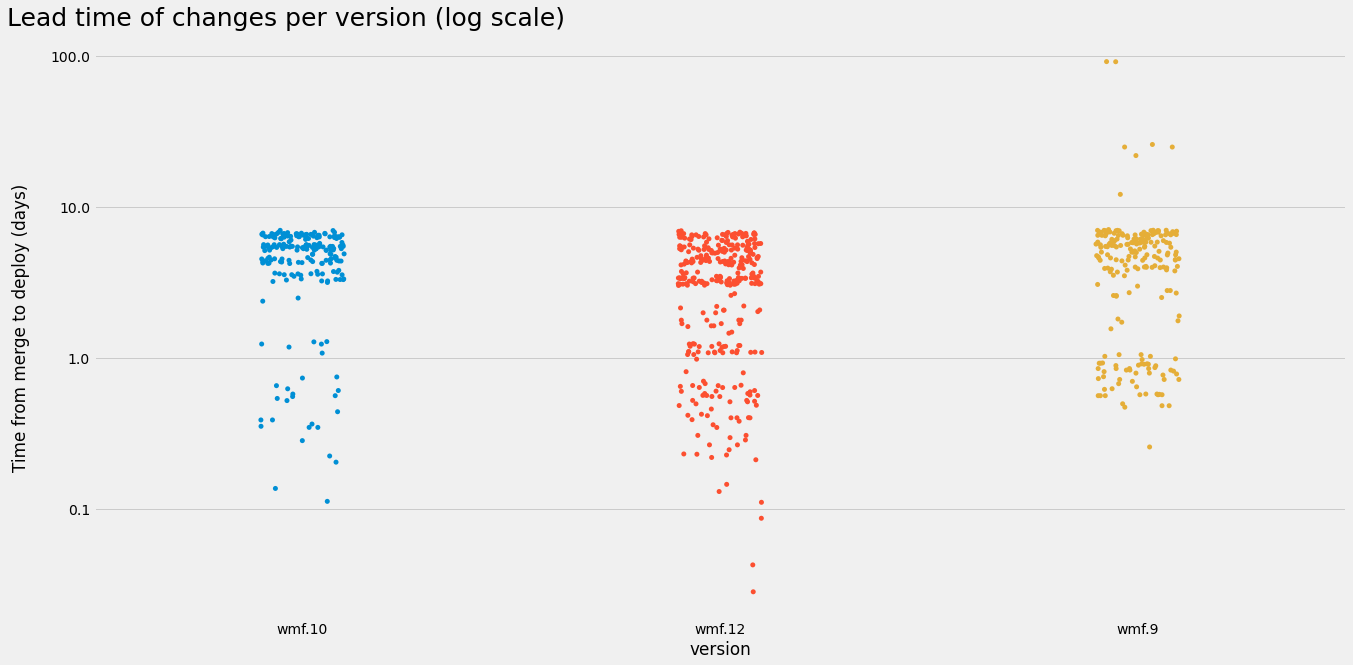 Lead time of changes per version (log scale)
Time from merge to deploy (days)
100.0
10.0
1.0
0.1
wmf.10
wmf.12
wmf.9
version